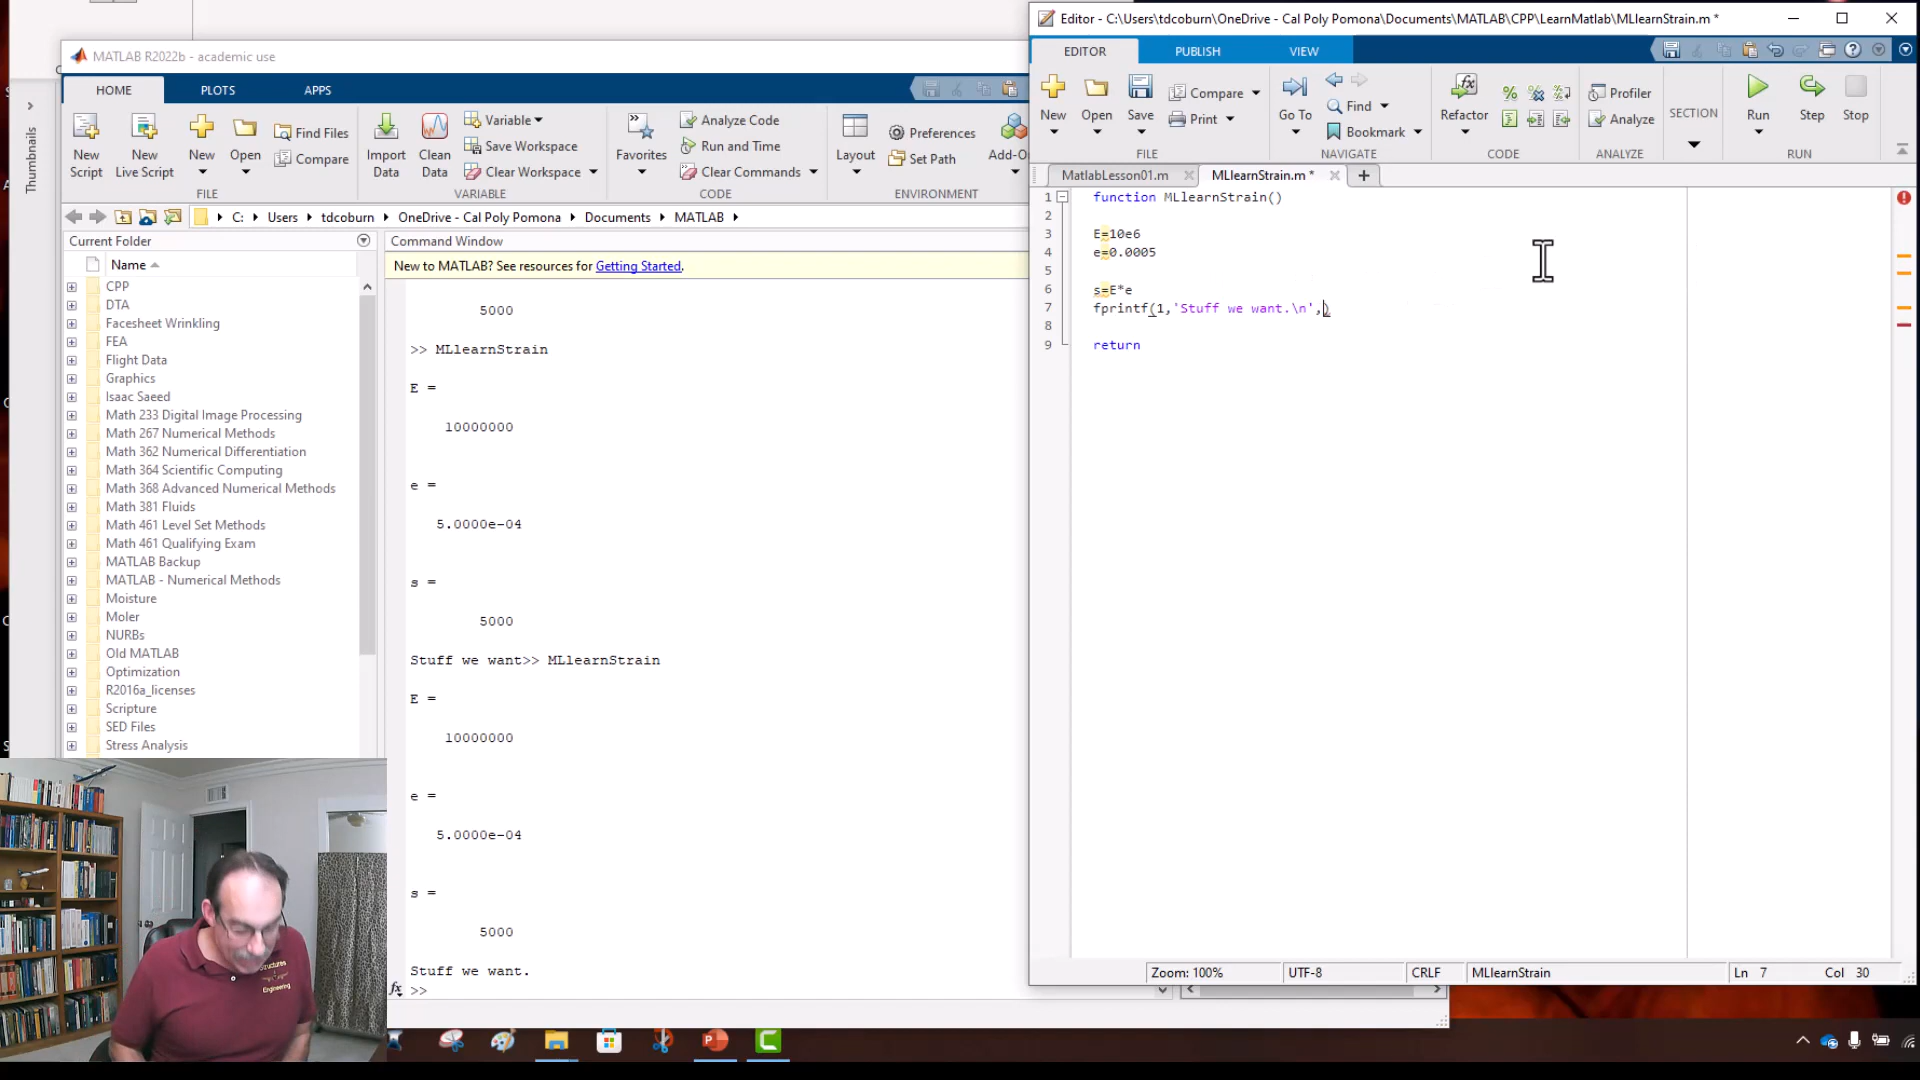 Editor - C:\Users\tdcoburn\OneDrive - Cal Poly Pomona\Documents\MATLAB\CPP\LearnMatlab\MLlearnStrain.m *
MATLAB R2022b - academic use
EDITOR PUBLISH VIEW
HOME PLOTS APPS
New Open Save Compare Print Go To Find Bookmark Refactor Profiler Analyze SECTION Run Step Stop
FILE NAVIGATE CODE ANALYZE RUN
New Script New Live Script New Open Find Files Compare Import Data Clean Data Variable Save Workspace Clear Workspace Favorites Analyze Code Run and Time Clear Commands Layout Preferences Set Path Add-O
FILE VARIABLE CODE ENVIRONMENT
Thumbnails
C: Users tdcoburn OneDrive - Cal Poly Pomona Documents MATLAB
Current Folder
Name
CPP
DTA
Facesheet Wrinkling
FEA
Flight Data
Graphics
Isaac Saeed
Math 233 Digital Image Processing
Math 267 Numerical Methods
Math 362 Numerical Differentiation
Math 364 Scientific Computing
Math 368 Advanced Numerical Methods
Math 381 Fluids
Math 461 Level Set Methods
Math 461 Qualifying Exam
MATLAB Backup
MATLAB - Numerical Methods
Moisture
Moler
NURBs
Old MATLAB
Optimization
R2016a_licenses
Scripture
SED Files
Stress Analysis
Command Window
New to MATLAB? See resources for Getting Started.
5000
>> MLlearnStrain
E =
10000000
e =
5.0000e-04
s =
5000
Stuff we want>> MLlearnStrain
E =
10000000
e =
5.0000e-04
s =
5000
Stuff we want.
fx >>
MatlabLesson01.m MLlearnStrain.m *
1 function MLlearnStrain()
2
3 E=10e6
4 e=0.0005
5
6 s=E*e
7 fprintf(1,'Stuff we want.\n',)
8
9 return
Zoom: 100% UTF-8 CRLF MLlearnStrain Ln 7 Col 30
Structures
Engineering